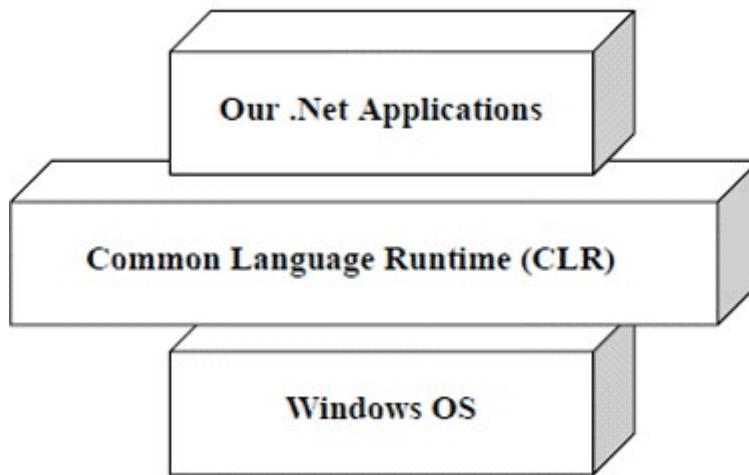 Our .Net Applications
Common Language Runtime (CLR)
Windows OS